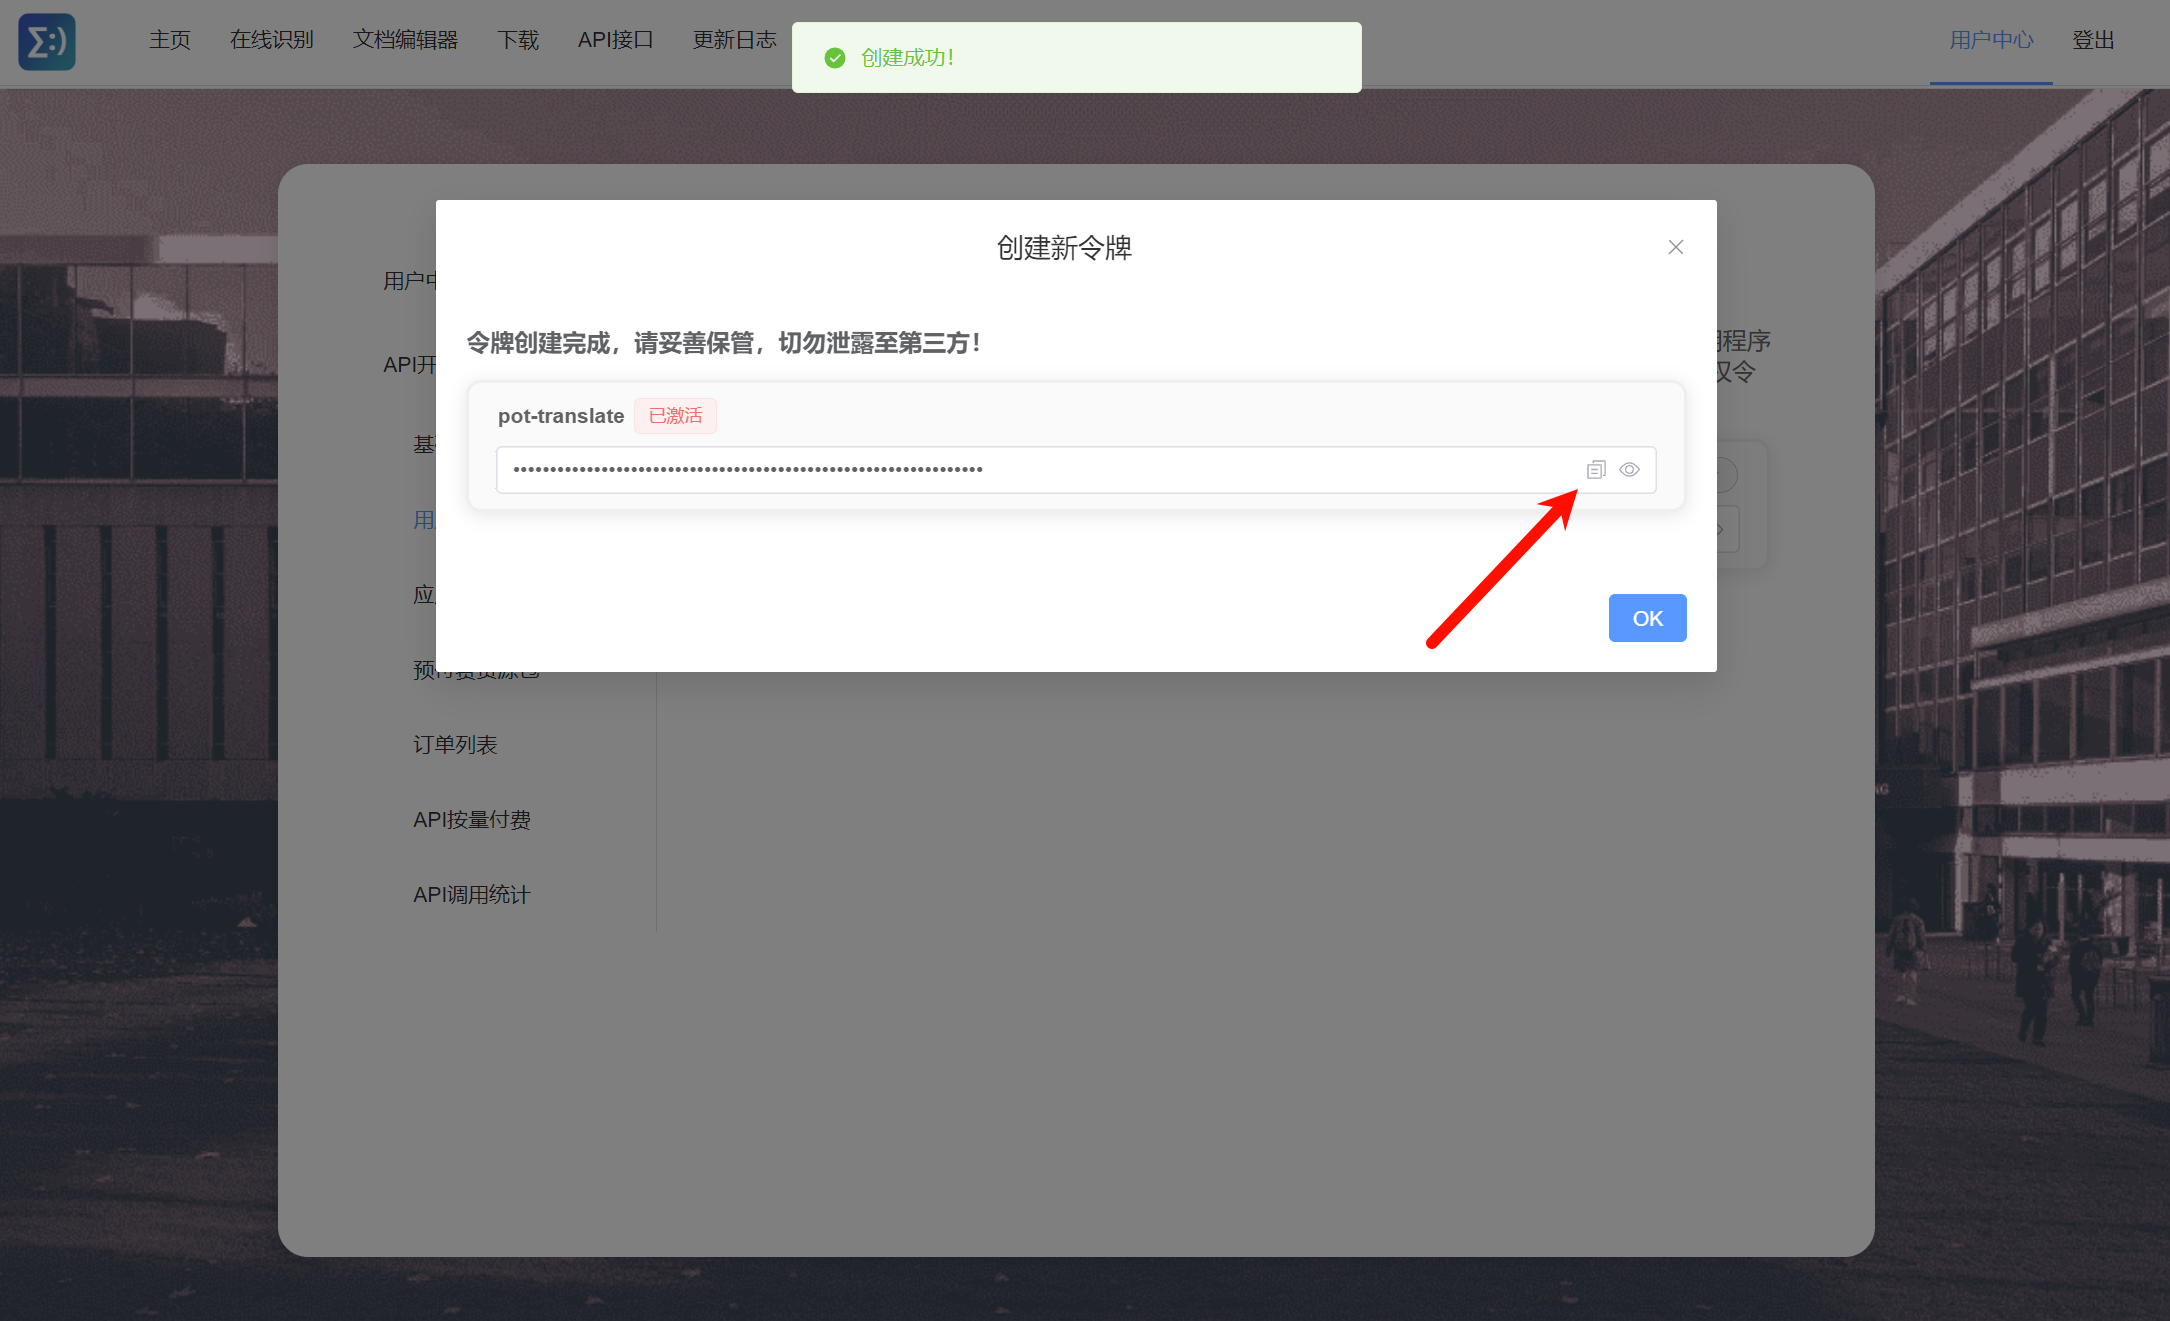 Σ:)
主页 在线识别 文档编辑器 下载 API接口 更新日志
创建成功！
用户中心 登出
创建新令牌
用户中
API开
基
用
应
令牌创建完成，请妥善保管，切勿泄露至第三方！
pot-translate 已激活
OK
程序
权令
订单列表
API按量付费
API调用统计